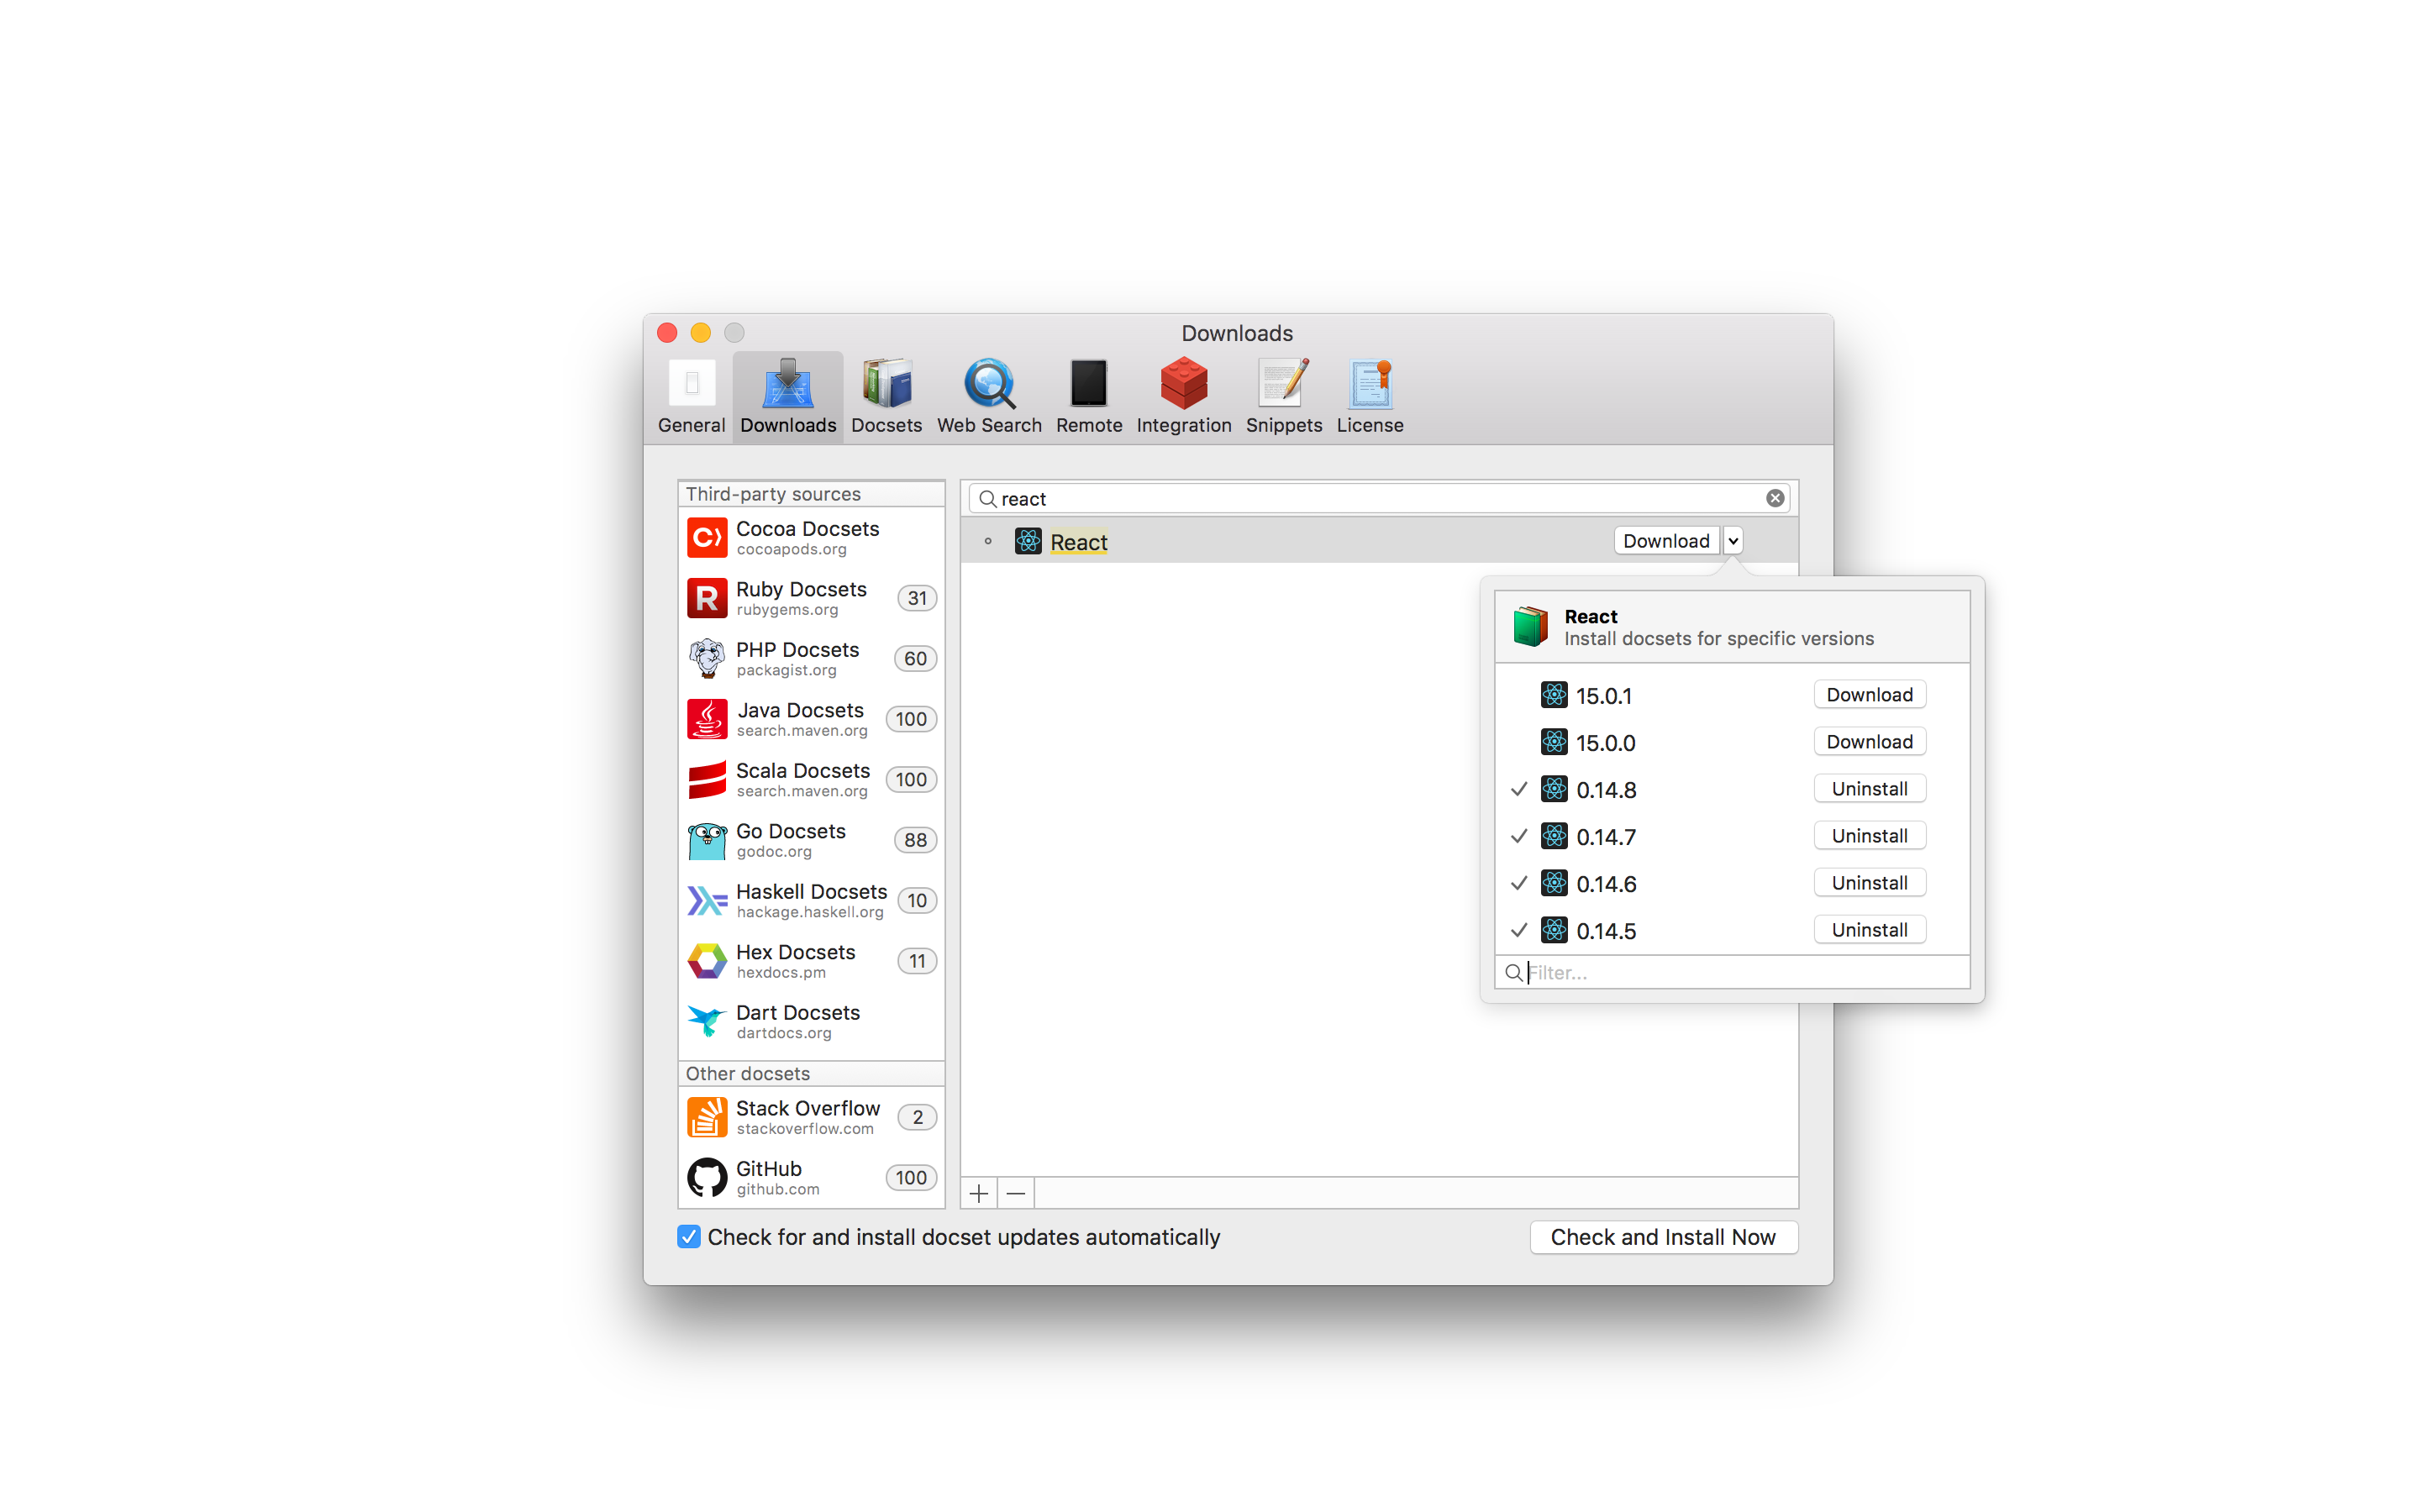 Downloads
General
Downloads
Docsets
Web Search
Remote
Integration
Snippets
License
Third-party sources
Cocoa Docsets
cocoapods.org
Ruby Docsets
rubygems.org
31
PHP Docsets
packagist.org
60
Java Docsets
search.maven.org
100
Scala Docsets
search.maven.org
100
Go Docsets
godoc.org
88
Haskell Docsets
hackage.haskell.org
10
Hex Docsets
hexdocs.pm
11
Dart Docsets
dartdocs.org
Other docsets
Stack Overflow
stackoverflow.com
2
GitHub
github.com
100
react
React
Download
React
Install docsets for specific versions
15.0.1 Download
15.0.0 Download
0.14.8 Uninstall
0.14.7 Uninstall
0.14.6 Uninstall
0.14.5 Uninstall
Filter...
Check for and install docset updates automatically
Check and Install Now